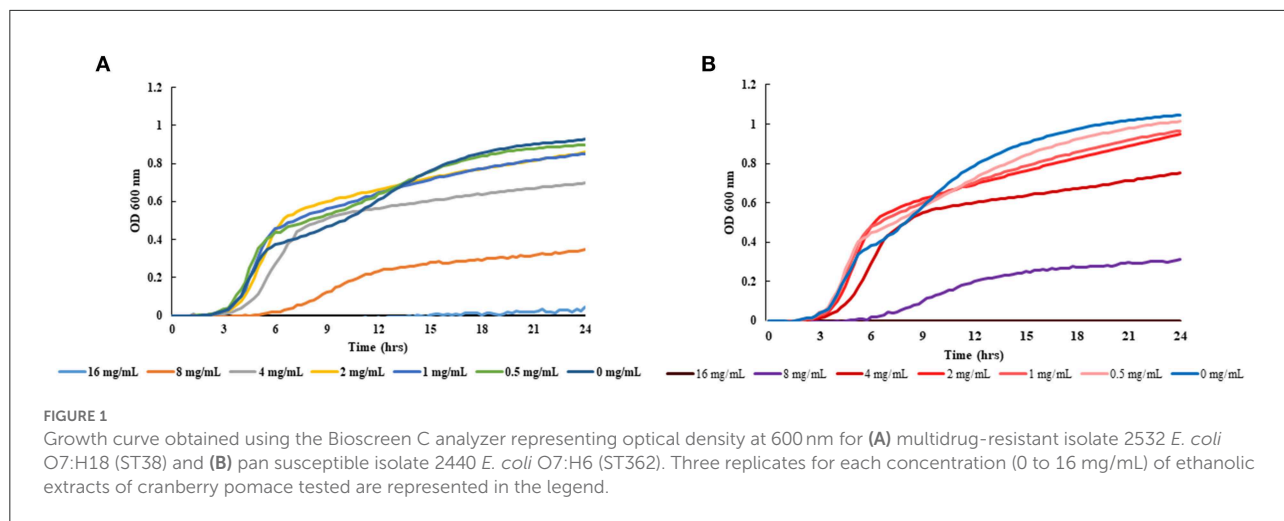 A
B
1.2
1
0.8
0.6
0.4
0.2
0
OD 600 nm
0 3 6 9 12 15 18 21 24
Time (hrs)
16 mg/mL 8 mg/mL 4 mg/mL 2 mg/mL 1 mg/mL 0.5 mg/mL 0 mg/mL
1.2
1
0.8
0.6
0.4
0.2
0
OD 600 nm
0 3 6 9 12 15 18 21 24
Time (hrs)
16 mg/mL 8 mg/mL 4 mg/mL 2 mg/mL 1 mg/mL 0.5 mg/mL 0 mg/mL
FIGURE 1
Growth curve obtained using the Bioscreen C analyzer representing optical density at 600 nm for (A) multidrug-resistant isolate 2532 E. coli
O7:H18 (ST38) and (B) pan susceptible isolate 2440 E. coli O7:H6 (ST362). Three replicates for each concentration (0 to 16 mg/mL) of ethanolic
extracts of cranberry pomace tested are represented in the legend.